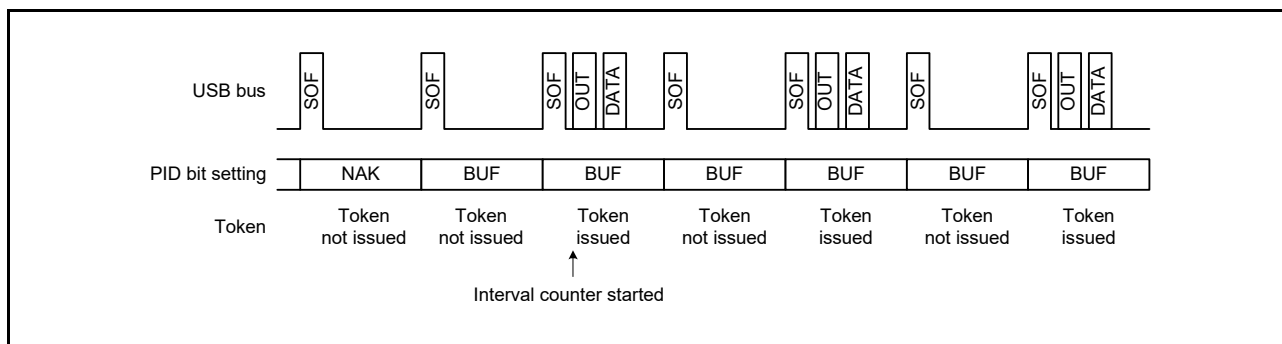 USB bus SOF SOF SOF OUT DATA SOF SOF OUT DATA SOF SOF OUT DATA
PID bit setting NAK BUF BUF BUF BUF BUF BUF
Token Token not issued Token not issued Token issued Token not issued Token issued Token not issued Token issued
Interval counter started